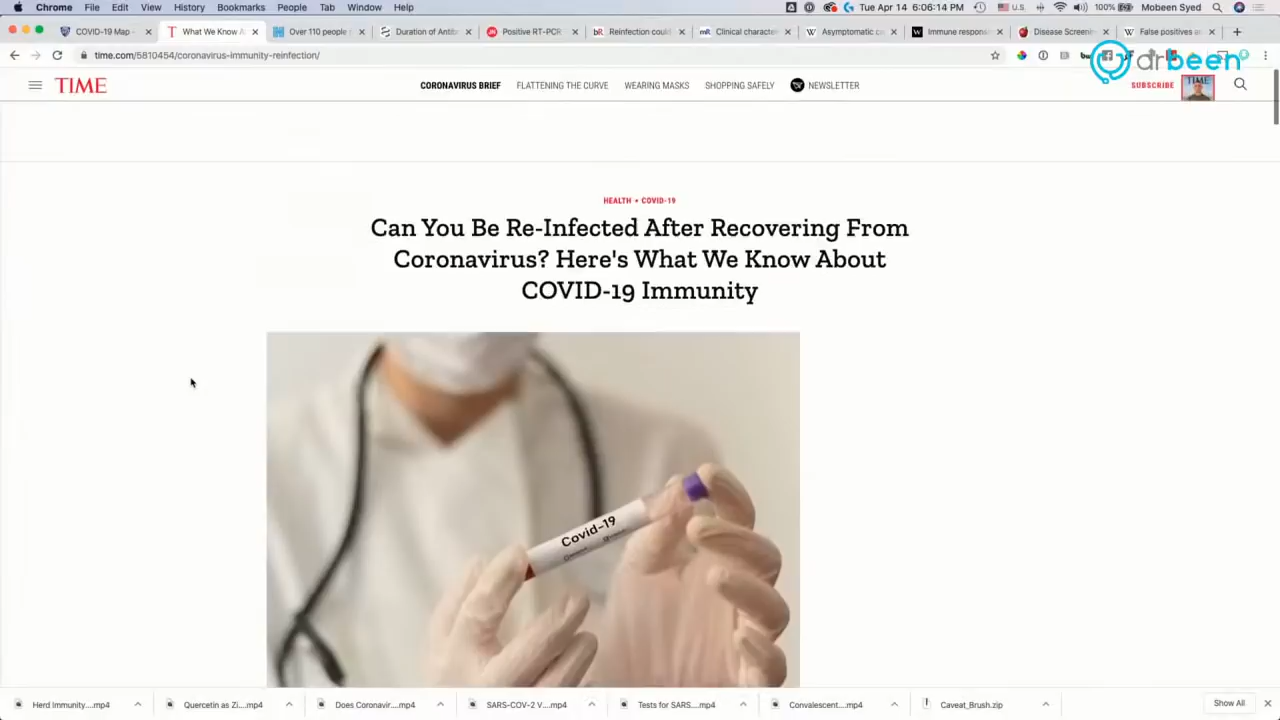 Chrome File Edit View History Bookmarks People Tab Window Help
Tue Apr 14 6:06:14 PM U.S. 100% Mobeen Syed
COVID-19 Map - What We Know A Over 110 people Duration of Antib Positive RT-PCR Reinfection could Clinical character Asymptomatic c Immune respons Disease Screenin False positives a
time.com/5810454/coronavirus-immunity-reinfection/
drbeen
TIME CORONAVIRUS BRIEF FLATTENING THE CURVE WEARING MASKS SHOPPING SAFELY NEWSLETTER SUBSCRIBE TIME
HEALTH • COVID-19
Can You Be Re-Infected After Recovering From
Coronavirus? Here's What We Know About
COVID-19 Immunity
Covid-19
Herd Immunity....mp4 Quercetin as Zi....mp4 Does Coronavir....mp4 SARS-COV-2 V....mp4 Tests for SARS....mp4 Convalescent....mp4 Caveat_Brush.zip Show All